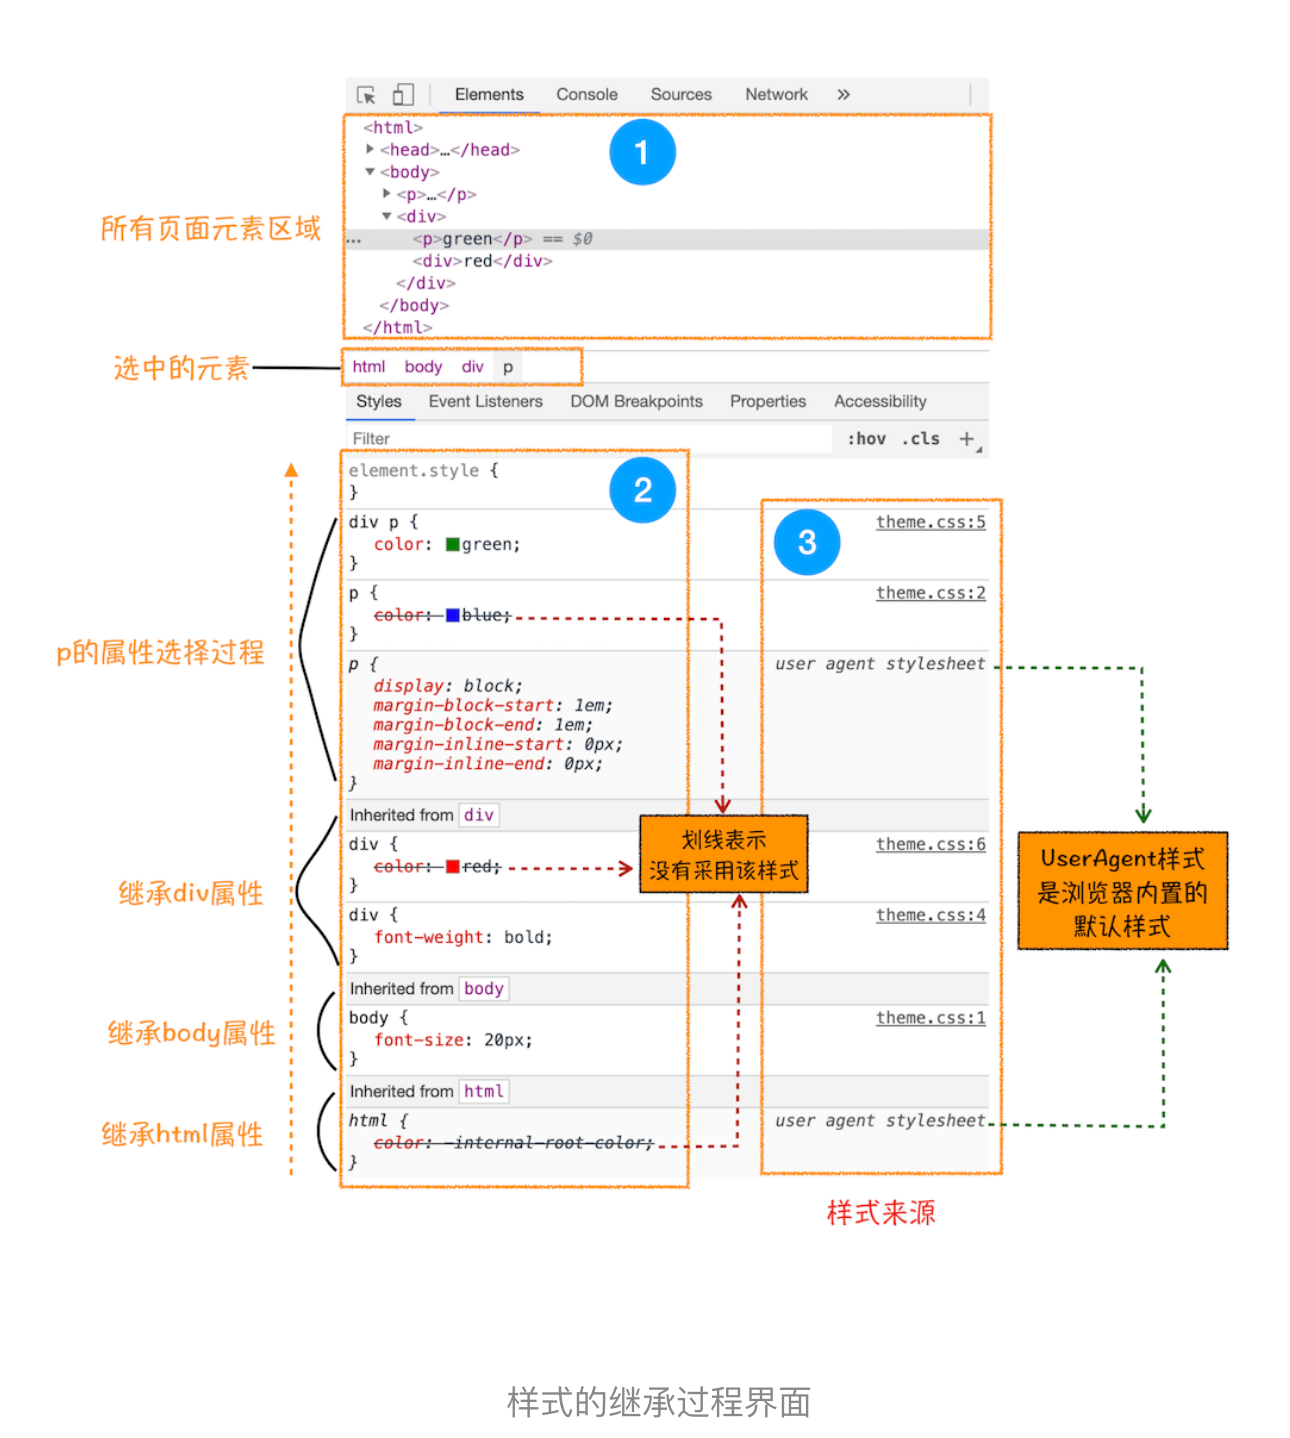 Elements Console Sources Network »
<html>
<head>…</head>
<body>
<p>…</p>
<div>
<p>green</p> == $0
<div>red</div>
</div>
</body>
</html>
1
所有页面元素区域
选中的元素
html body div p
Styles Event Listeners DOM Breakpoints Properties Accessibility
Filter :hov .cls +
element.style {
}
2
div p { theme.css:5
color: green;
}
3
p { theme.css:2
color: blue;
}
p的属性选择过程
p { user agent stylesheet
display: block;
margin-block-start: 1em;
margin-block-end: 1em;
margin-inline-start: 0px;
margin-inline-end: 0px;
}
Inherited from div
div { theme.css:6
color: red;
}
划线表示
没有采用该样式
UserAgent样式
是浏览器内置的
默认样式
继承div属性
div { theme.css:4
font-weight: bold;
}
Inherited from body
body { theme.css:1
font-size: 20px;
}
继承body属性
Inherited from html
html { user agent stylesheet
color: -internal-root-color;
}
继承html属性
样式来源
样式的继承过程界面